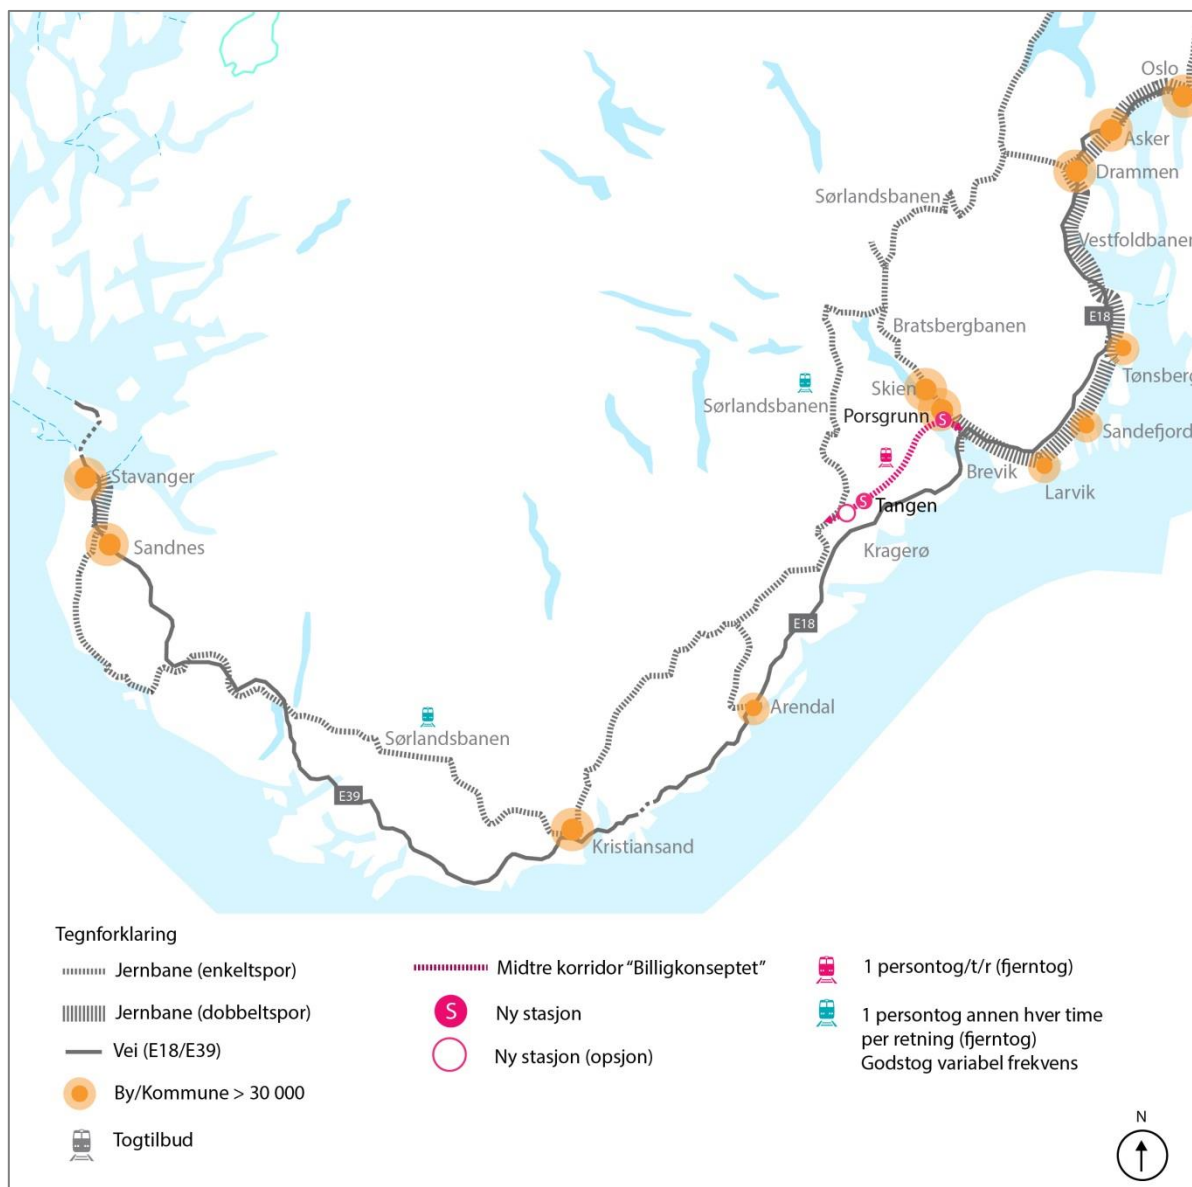 Oslo
Asker
Drammen
Sørlandsbanen
Vestfoldbanen
E18
Bratsbergbanen
Tønsberg
Skien
Sørlandsbanen
Porsgrunn
S
Sandefjord
Brevik
Larvik
Stavanger
S
Tangen
Sandnes
Kragerø
E18
Arendal
Sørlandsbanen
E39
Kristiansand
Tegnforklaring
Jernbane (enkeltspor)
Jernbane (dobbeltspor)
Vei (E18/E39)
By/Kommune > 30 000
Togtilbud
Midtre korridor "Billigkonseptet"
S
Ny stasjon
Ny stasjon (opsjon)
1 persontog/t/r (fjerntog)
1 persontog annen hver time
per retning (fjerntog)
Godstog variabel frekvens
N